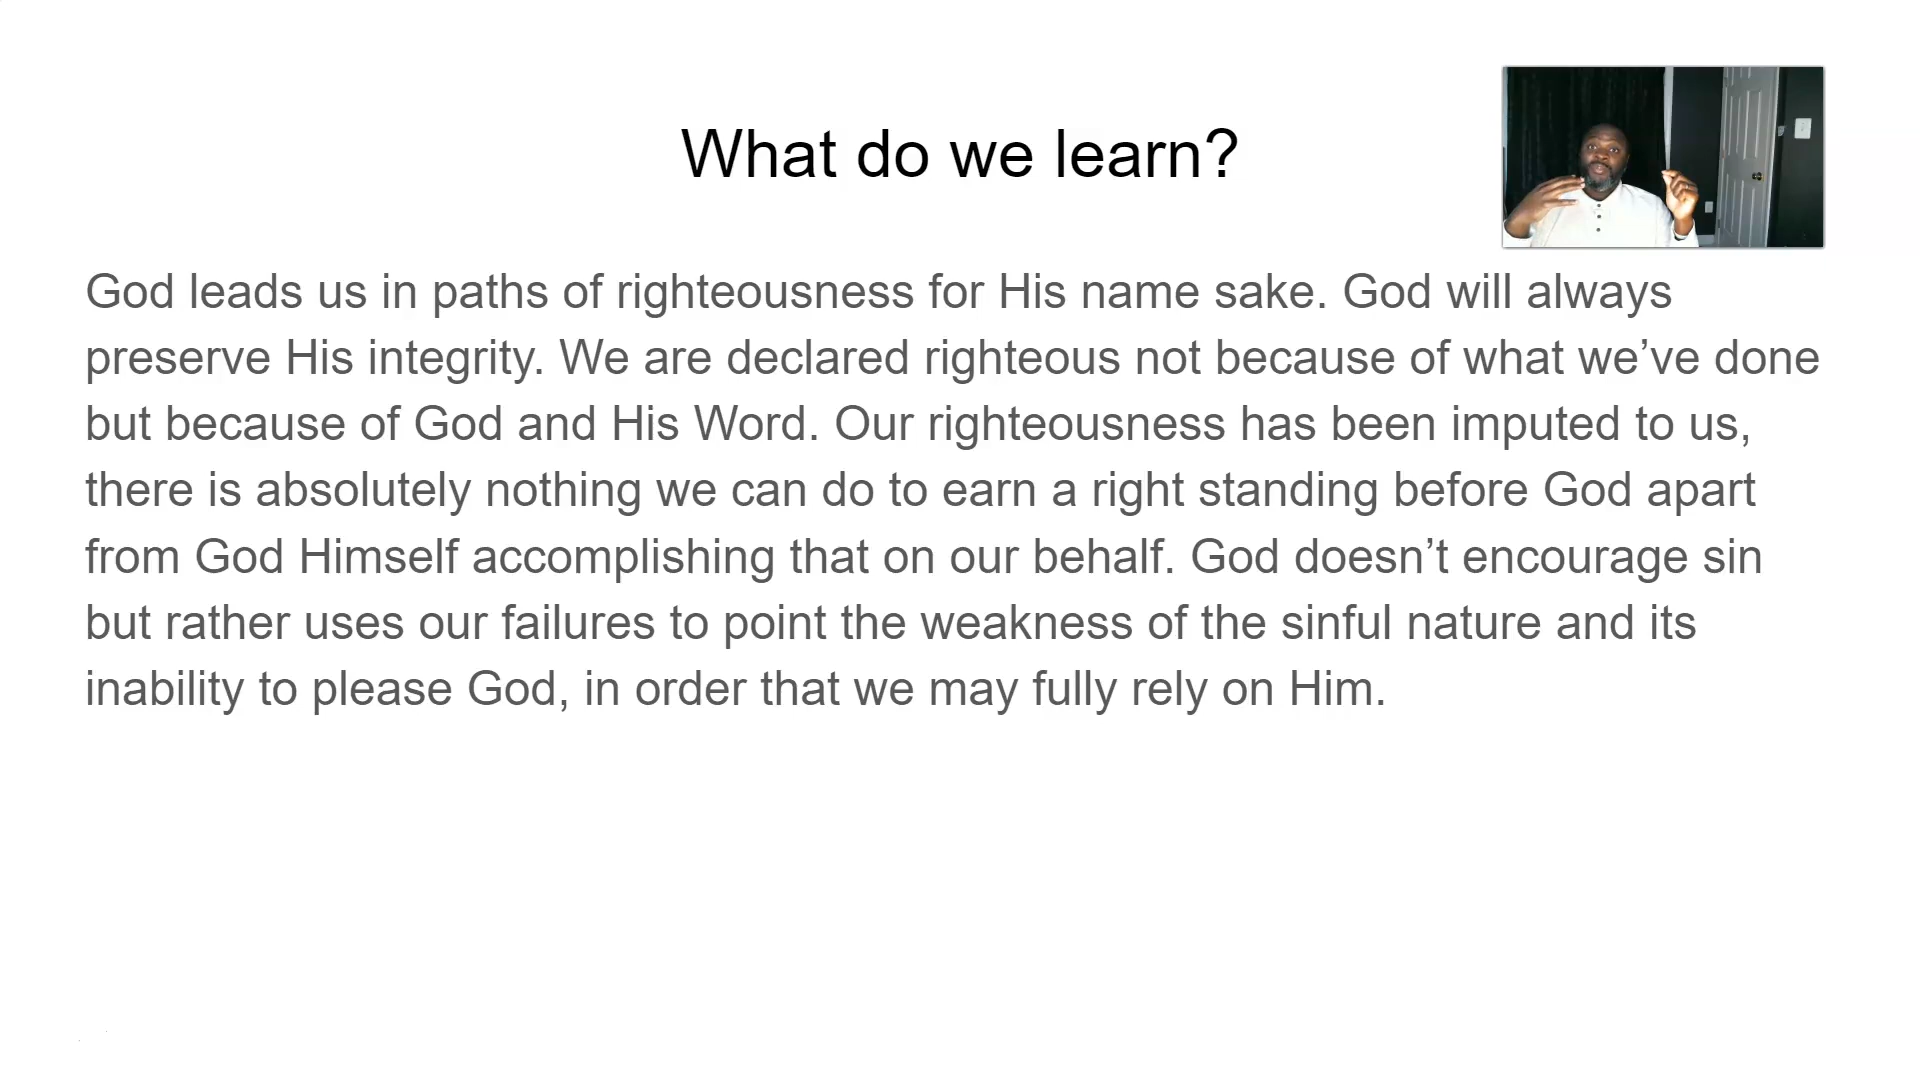 What do we learn?
God leads us in paths of righteousness for His name sake. God will always
preserve His integrity. We are declared righteous not because of what we’ve done
but because of God and His Word. Our righteousness has been imputed to us,
there is absolutely nothing we can do to earn a right standing before God apart
from God Himself accomplishing that on our behalf. God doesn’t encourage sin
but rather uses our failures to point the weakness of the sinful nature and its
inability to please God, in order that we may fully rely on Him.